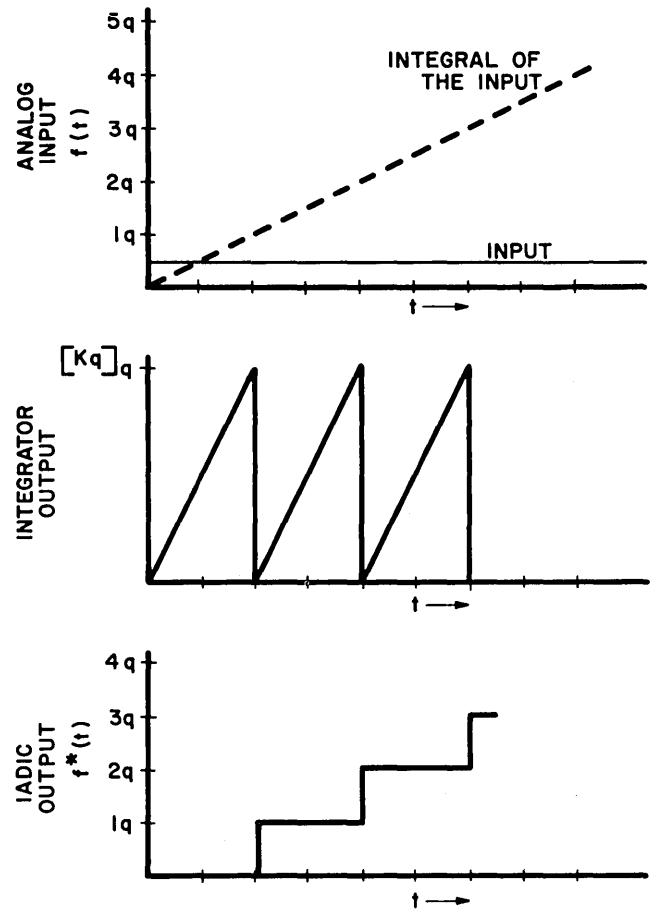 5q
4q
3q
2q
1q
ANALOG
INPUT
f(t)
INTEGRAL OF
THE INPUT
INPUT
t
[Kq]q
INTEGRATOR
OUTPUT
t
4q
3q
2q
1q
IADIC
OUTPUT
f*(t)
t